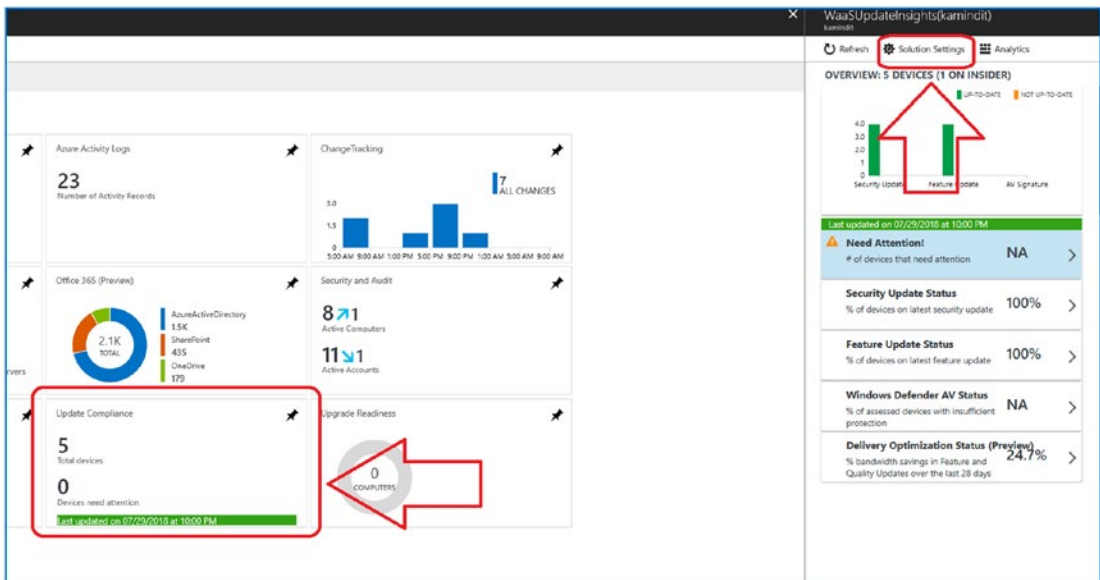 WaaSUpdateInsights(kamindit)
kamindit
Refresh Solution Settings Analytics
OVERVIEW: 5 DEVICES (1 ON INSIDER)
UP-TO-DATE NOT UP-TO-DATE
4.0
3.0
2.0
1
0
Security Update Feature Update AV Signature
Last updated on 07/29/2018 at 10:00 PM
Need Attention!
# of devices that need attention
NA
Security Update Status
% of devices on latest security update
100%
Feature Update Status
% of devices on latest feature update
100%
Windows Defender AV Status
% of assessed devices with insufficient
protection
NA
Delivery Optimization Status (Preview)
% bandwidth savings in Feature and
Quality Updates over the last 28 days
24.7%
Azure Activity Logs
23
Number of Activity Records
ChangeTracking
7
ALL CHANGES
3.0
1.5
0
5:00 AM 9:00 AM 1:00 PM 5:00 PM 9:00 PM 1:00 AM 5:00 AM 9:00 AM
Office 365 (Preview)
2.1K
TOTAL
AzureActiveDirectory
1.5K
SharePoint
435
OneDrive
179
Security and Audit
8 1
Active Computers
11 1
Active Accounts
Update Compliance
5
Total devices
0
Devices need attention
Last updated on 07/29/2018 at 10:00 PM
Upgrade Readiness
0
COMPUTERS